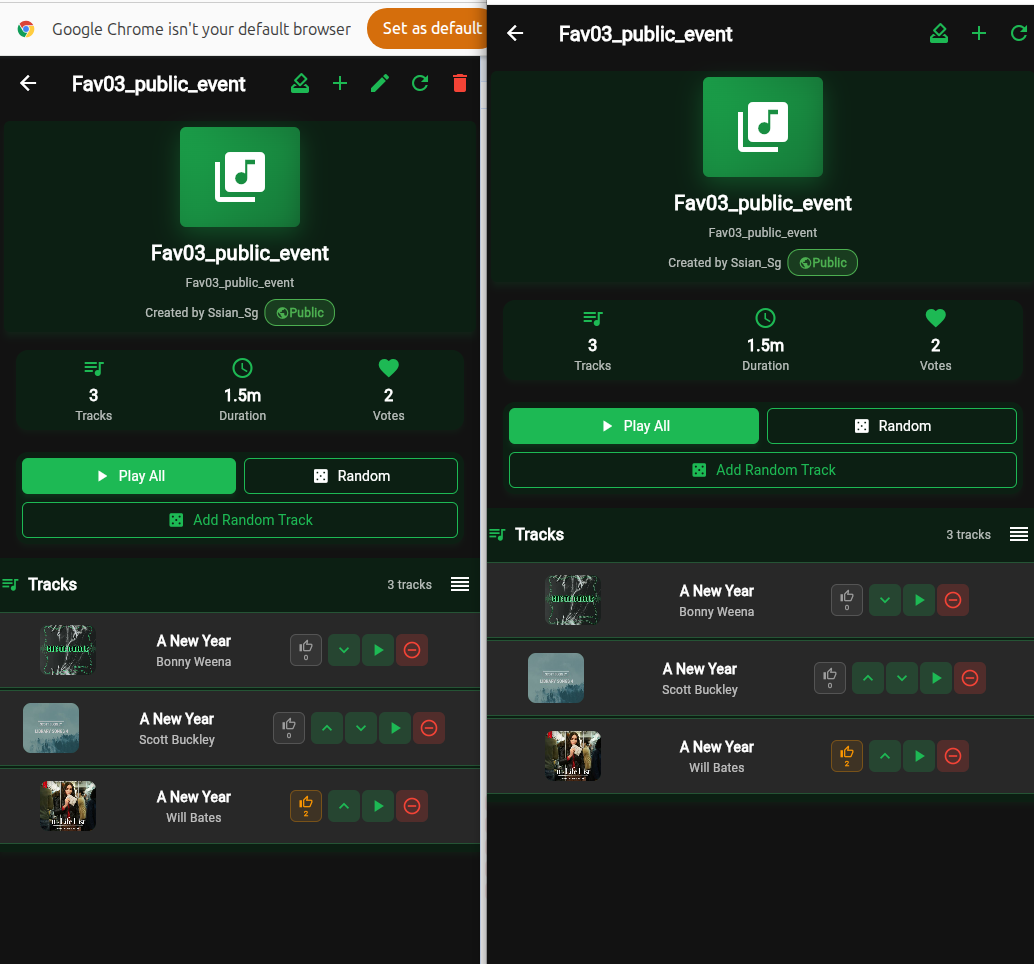 Google Chrome isn't your default browser
Set as default
Fav03_public_event
Fav03_public_event
Fav03_public_event
Created by Ssian_Sg
Public
3
1.5m
2
Tracks
Duration
Votes
Play All
Random
Add Random Track
Tracks
3 tracks
A New Year
Bonny Weena
0
A New Year
Scott Buckley
0
A New Year
Will Bates
2
Fav03_public_event
Fav03_public_event
Fav03_public_event
Created by Ssian_Sg
Public
3
1.5m
2
Tracks
Duration
Votes
Play All
Random
Add Random Track
Tracks
3 tracks
A New Year
Bonny Weena
0
A New Year
Scott Buckley
0
A New Year
Will Bates
2